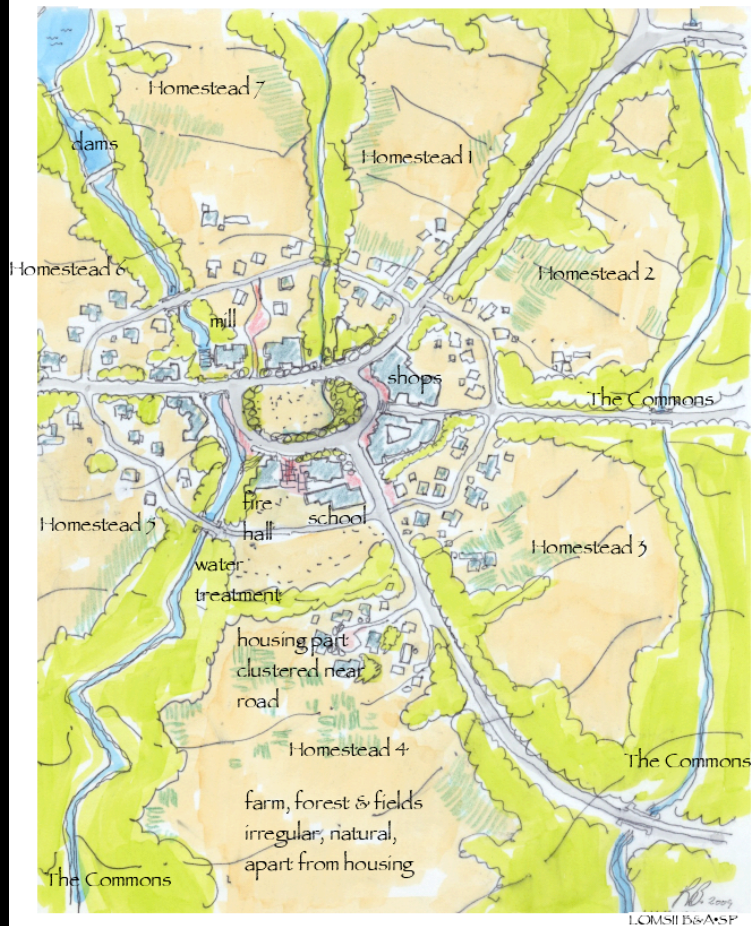 Homestead 7
dams
Homestead 1
Homestead 6
Homestead 2
mill
shops
The Commons
fire
hall
school
Homestead 5
Homestead 3
water
treatment
housing part
clustered near
road
Homestead 4
The Commons
farm, forest & fields
irregular, natural,
apart from housing
The Commons
2009
LOMSII B&A•SP